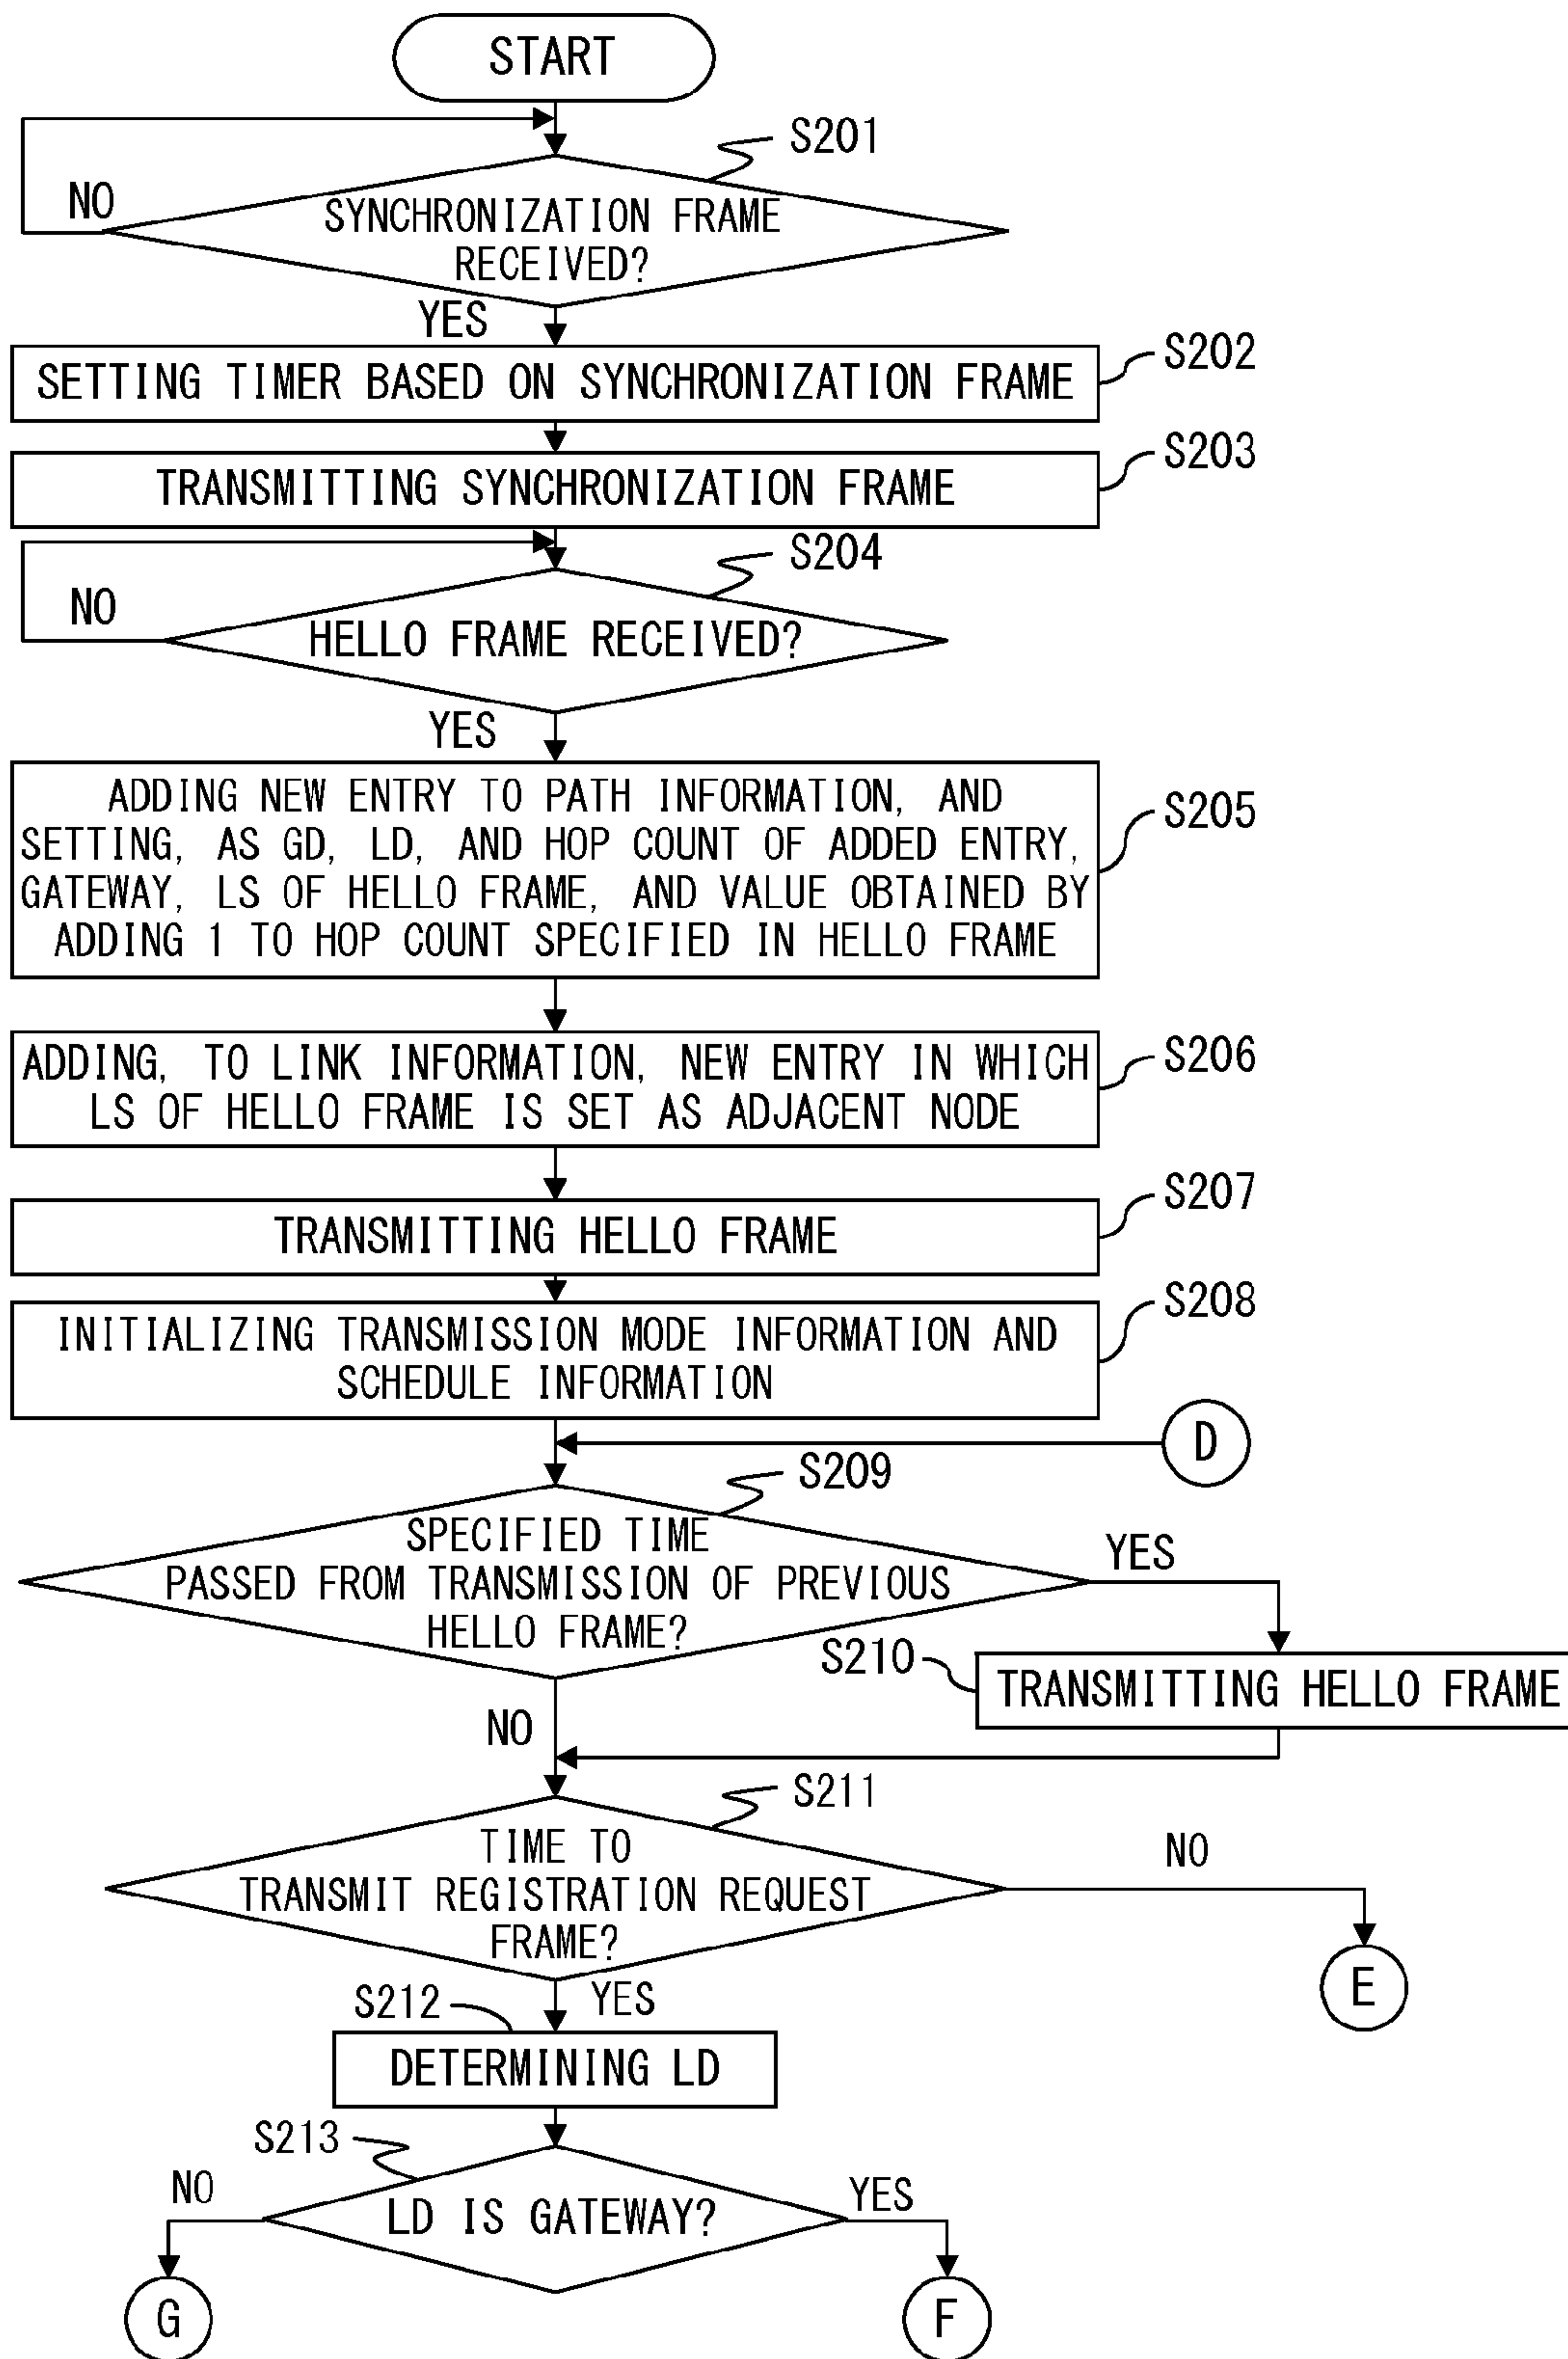 START
S201
NO
SYNCHRONIZATION FRAME
RECEIVED?
YES
S202
SETTING TIMER BASED ON SYNCHRONIZATION FRAME
S203
TRANSMITTING SYNCHRONIZATION FRAME
S204
NO
HELLO FRAME RECEIVED?
YES
ADDING NEW ENTRY TO PATH INFORMATION, AND
SETTING, AS GD, LD, AND HOP COUNT OF ADDED ENTRY,
GATEWAY, LS OF HELLO FRAME, AND VALUE OBTAINED BY
ADDING 1 TO HOP COUNT SPECIFIED IN HELLO FRAME
S205
ADDING, TO LINK INFORMATION, NEW ENTRY IN WHICH
LS OF HELLO FRAME IS SET AS ADJACENT NODE
S206
S207
TRANSMITTING HELLO FRAME
S208
INITIALIZING TRANSMISSION MODE INFORMATION AND
SCHEDULE INFORMATION
D
S209
SPECIFIED TIME
PASSED FROM TRANSMISSION OF PREVIOUS
HELLO FRAME?
YES
S210
TRANSMITTING HELLO FRAME
NO
S211
TIME TO
TRANSMIT REGISTRATION REQUEST
FRAME?
NO
E
YES
S212
DETERMINING LD
S213
NO
LD IS GATEWAY?
YES
G
F